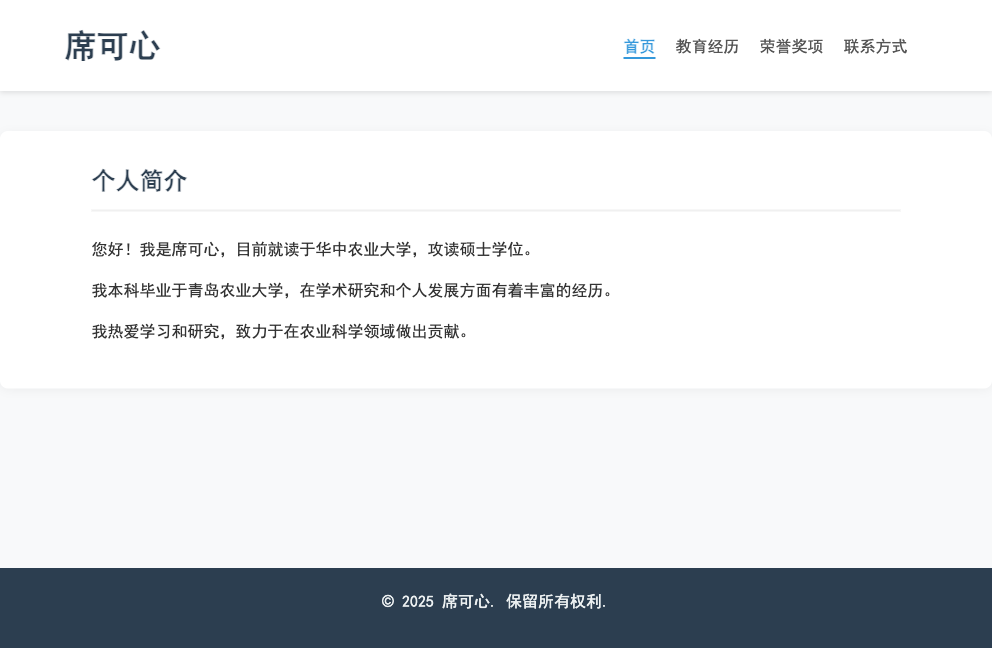 席可心
首页 教育经历 荣誉奖项 联系方式
个人简介
您好！我是席可心，目前就读于华中农业大学，攻读硕士学位。
我本科毕业于青岛农业大学，在学术研究和个人发展方面有着丰富的经历。
我热爱学习和研究，致力于在农业科学领域做出贡献。
© 2025 席可心. 保留所有权利.